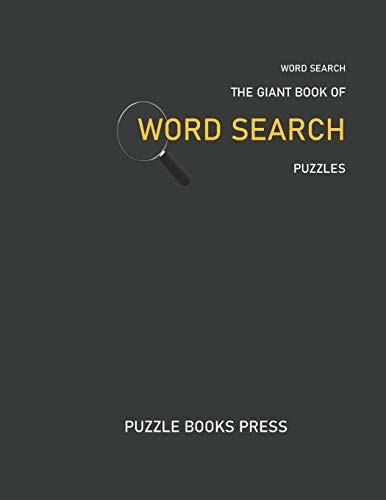 WORD SEARCH
THE GIANT BOOK OF
WORD SEARCH
PUZZLES
PUZZLE BOOKS PRESS